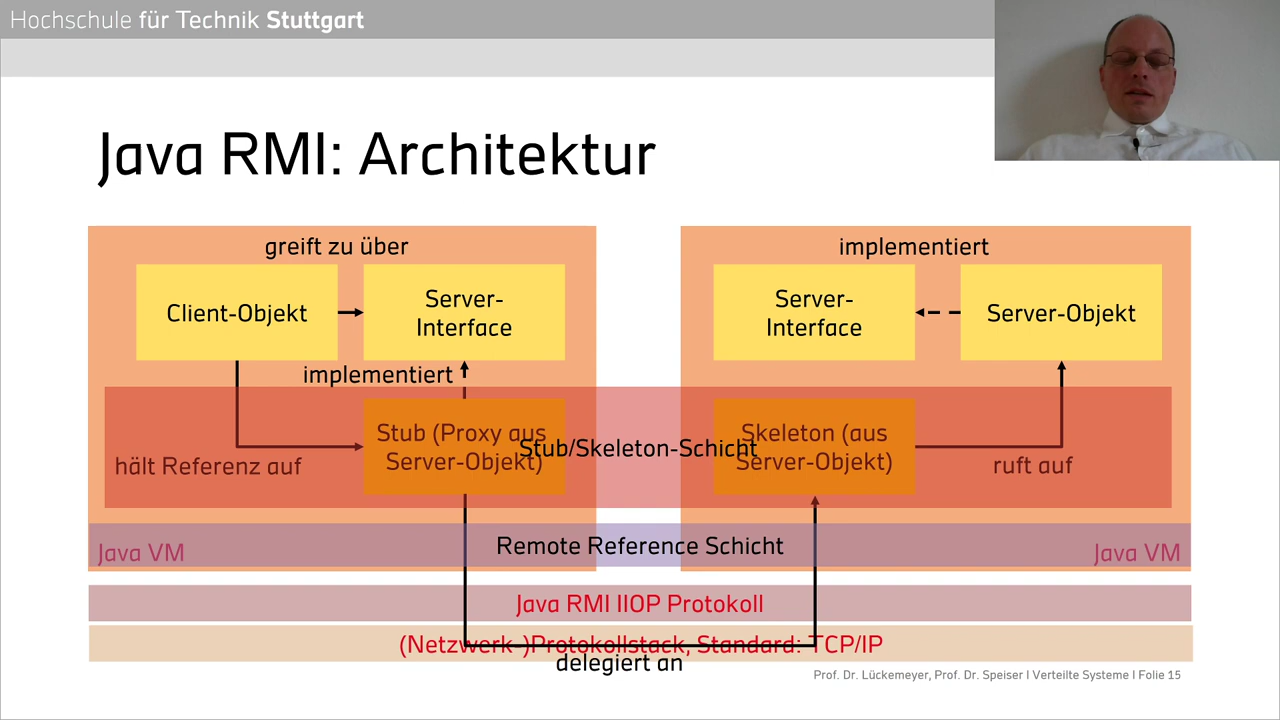 Hochschule für Technik Stuttgart
Java RMI: Architektur
greift zu über
implementiert
Client-Objekt
Server-
Interface
Server-
Interface
Server-Objekt
implementiert
Stub (Proxy aus
Server-Objekt)
Stub/Skeleton-Schicht
Skeleton (aus
Server-Objekt)
hält Referenz auf
ruft auf
Java VM
Remote Reference Schicht
Java VM
Java RMI IIOP Protokoll
(Netzwerk-)Protokollstack, Standard: TCP/IP
delegiert an
Prof. Dr. Lückemeyer, Prof. Dr. Speiser I Verteilte Systeme I Folie 15